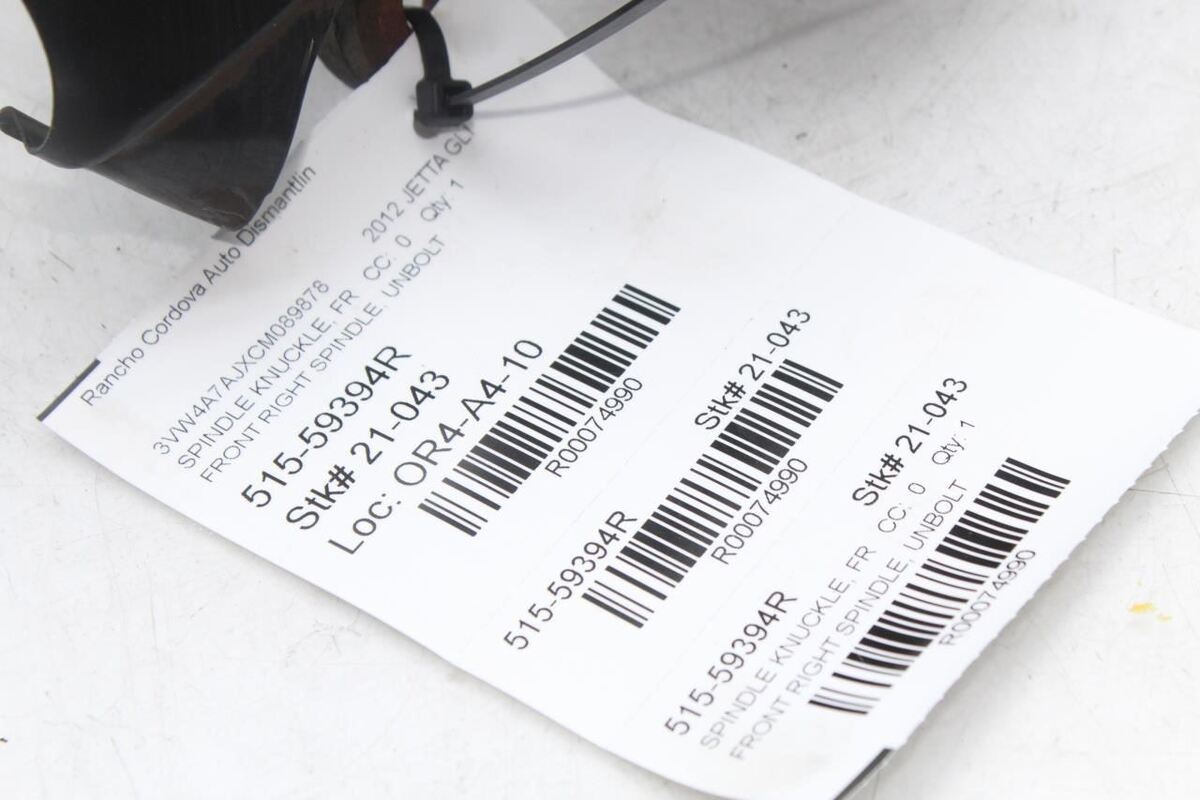 Rancho Cordova Auto Dismantlin
3VW4A7AJXCM089878 2012 JETTA GLI
SPINDLE KNUCKLE, FR CC: 0 Qty: 1
FRONT RIGHT SPINDLE, UNBOLT
515-59394R
Stk# 21-043
Loc: OR4-A4-10
R00074990
515-59394R Stk# 21-043
R00074990
515-59394R Stk# 21-043
SPINDLE KNUCKLE, FR CC: 0 Qty: 1
FRONT RIGHT SPINDLE, UNBOLT
R00074990